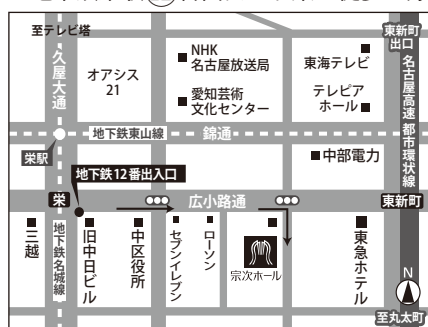 至テレビ塔
久屋大通
オアシス
21
NHK
名古屋放送局
愛知芸術
文化センター
東海テレビ
テレピア
ホール
東新町
出口
名古屋高速 都市環状線
地下鉄東山線
錦通
栄駅
中部電力
地下鉄12番出入口
栄
広小路通
東新町
三越
地下鉄名城線
旧中日ビル
中区役所
セブンイレブン
ローソン
宗次ホール
東急ホテル
N
至丸太町